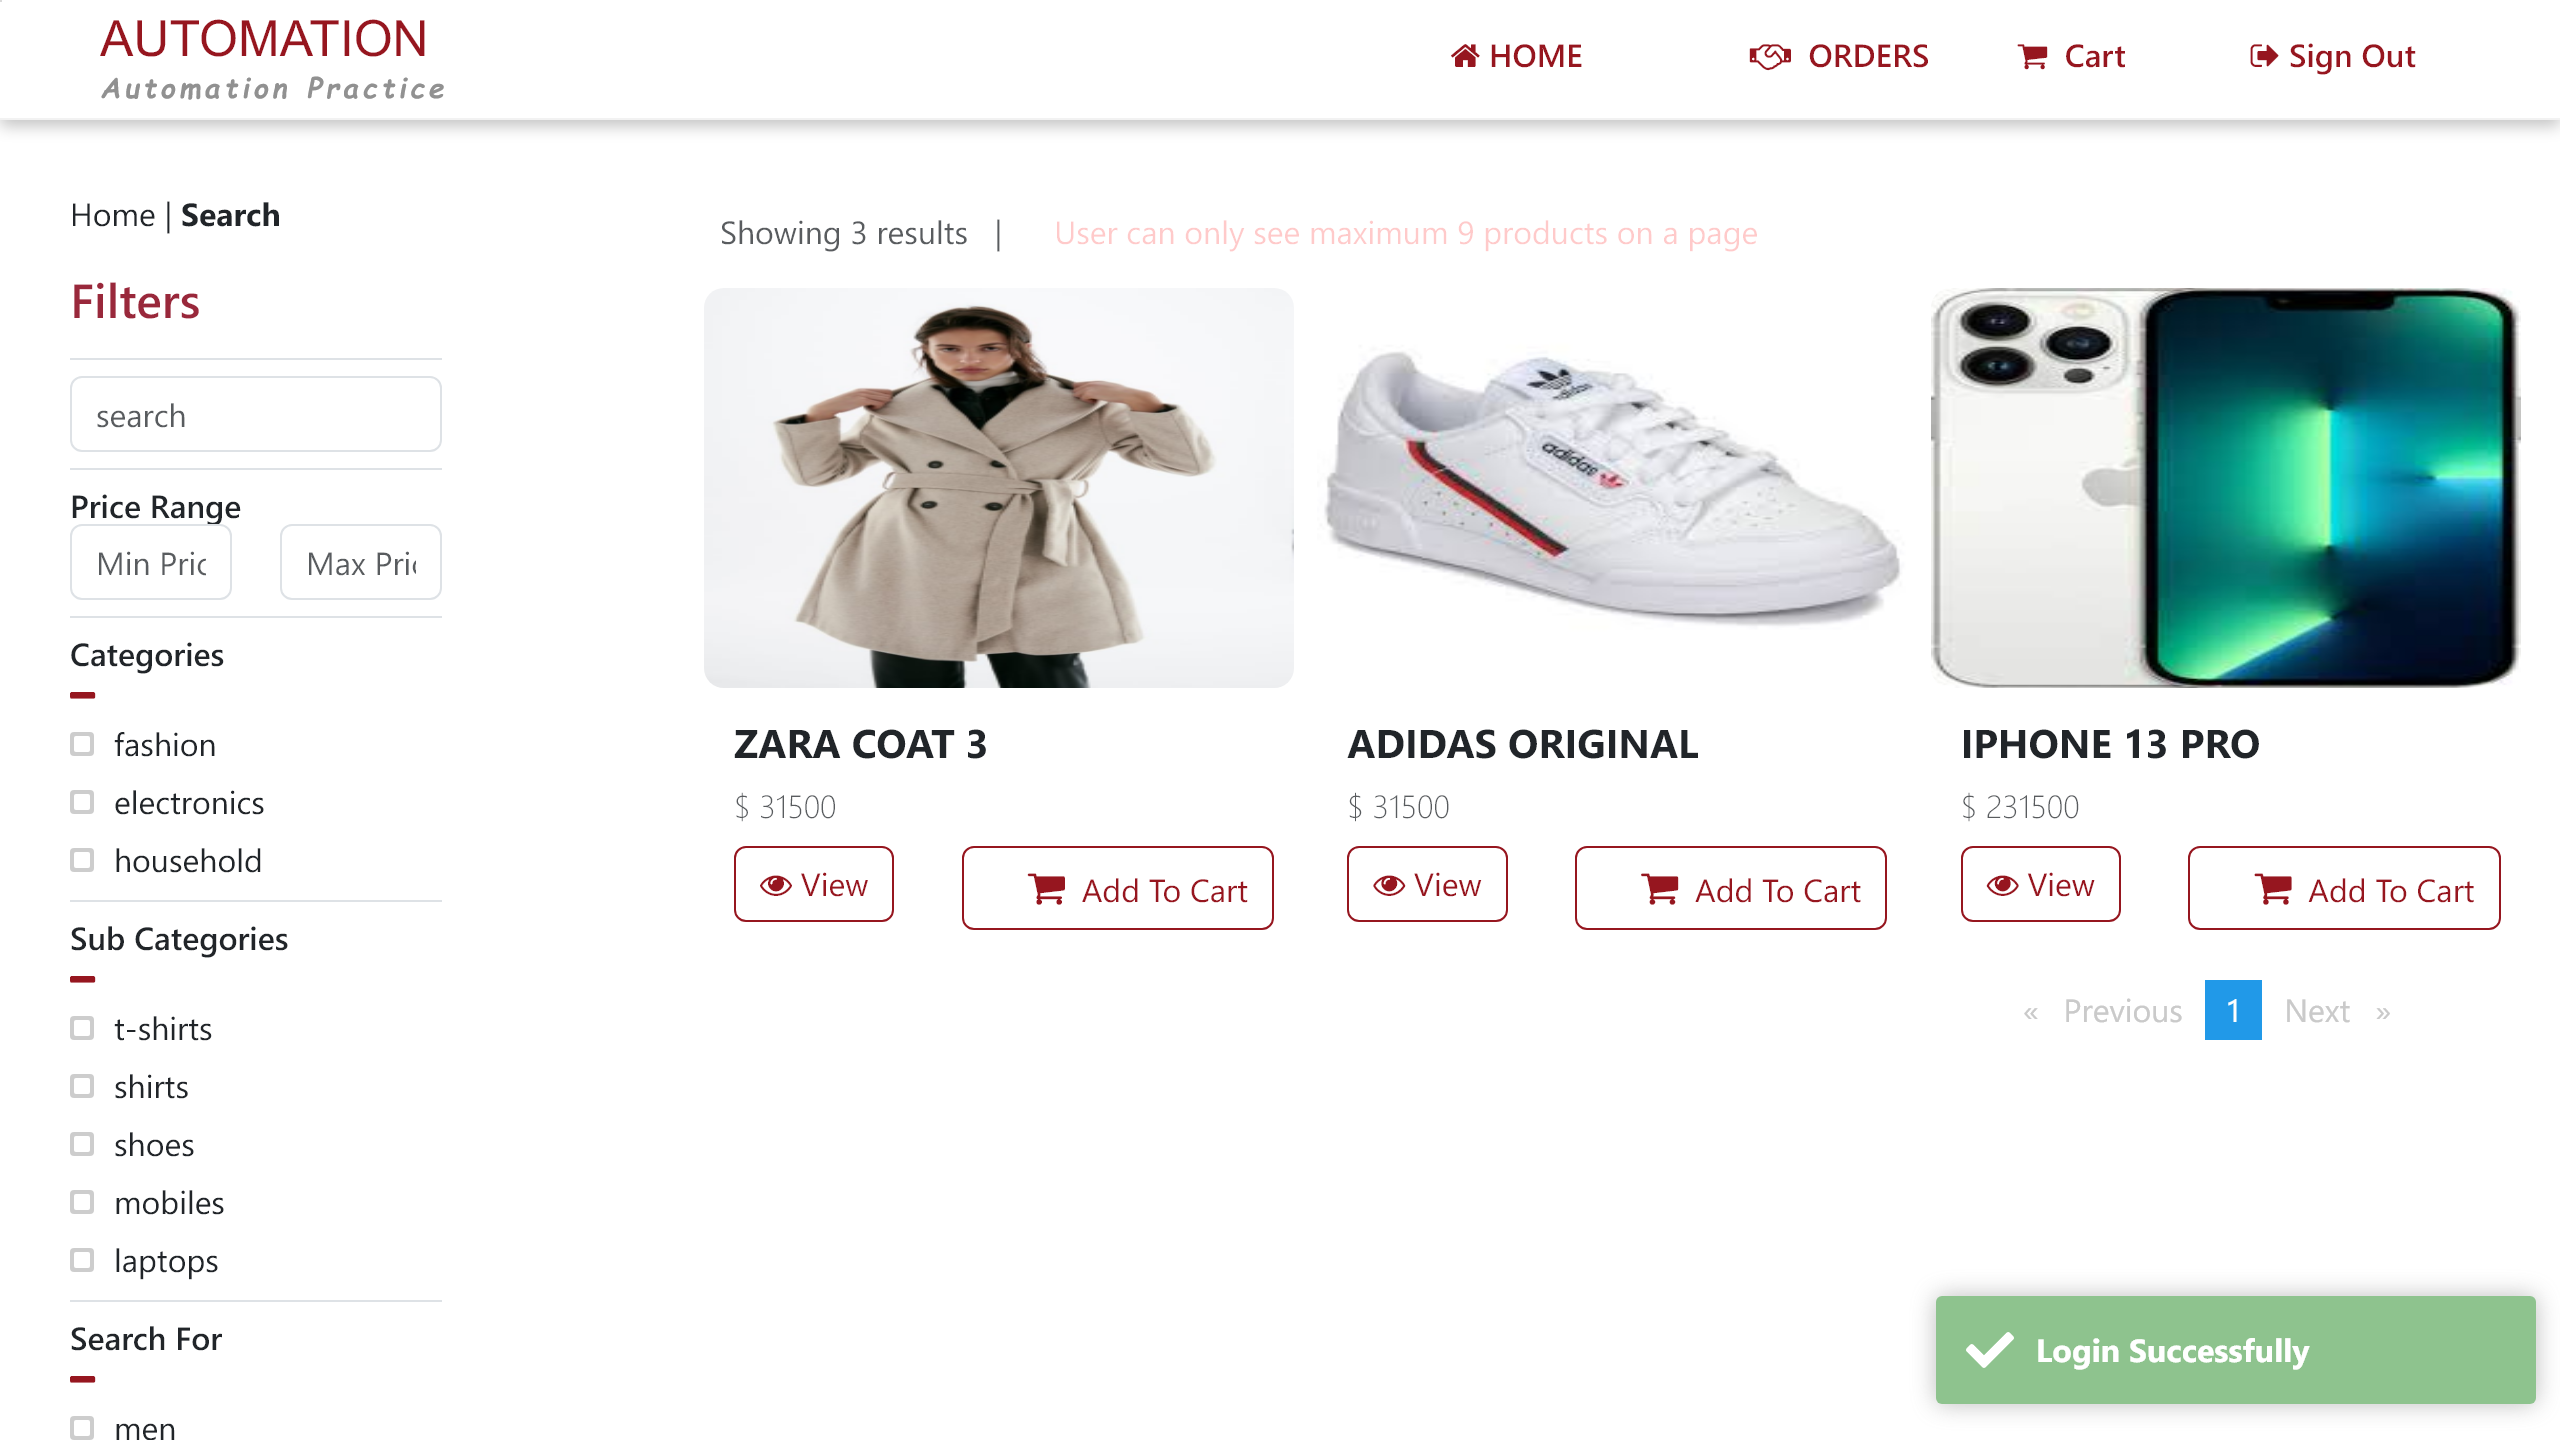 AUTOMATION
Automation Practice
HOME
ORDERS
Cart
Sign Out
Home | Search
Filters
search
Price Range
Min Pric
Max Pric
Categories
fashion
electronics
household
Sub Categories
t-shirts
shirts
shoes
mobiles
laptops
Search For
men
Showing 3 results |
User can only see maximum 9 products on a page
adidas
adidas
ZARA COAT 3
$ 31500
View
Add To Cart
ADIDAS ORIGINAL
$ 31500
View
Add To Cart
IPHONE 13 PRO
$ 231500
View
Add To Cart
« Previous 1 Next »
Login Successfully